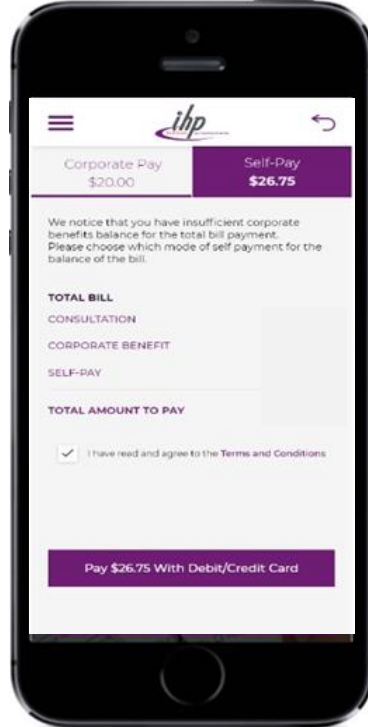 ihp
Corporate Pay
$20.00
Self-Pay
$26.75
We notice that you have insufficient corporate
benefits balance for the total bill payment.
Please choose which mode of self payment for the
balance of the bill.
TOTAL BILL
CONSULTATION
CORPORATE BENEFIT
SELF-PAY
TOTAL AMOUNT TO PAY
I have read and agree to the Terms and Conditions
Pay $26.75 With Debit/Credit Card